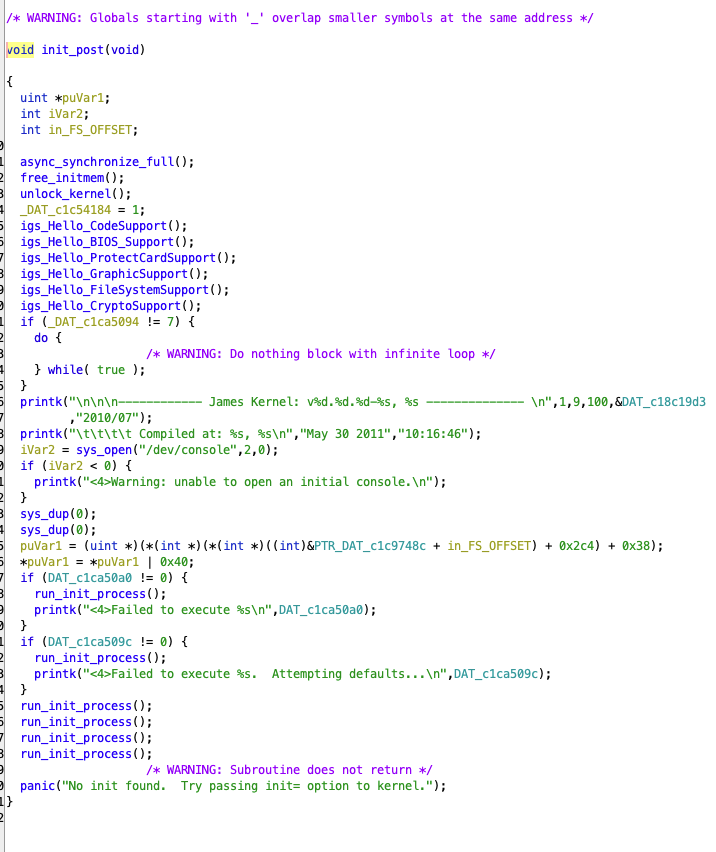 /* WARNING: Globals starting with '_' overlap smaller symbols at the same address */
void init_post(void)
{
uint *puVar1;
int iVar2;
int in_FS_OFFSET;
async_synchronize_full();
free_initmem();
unlock_kernel();
_DAT_c1c54184 = 1;
igs_Hello_CodeSupport();
igs_Hello_BIOS_Support();
igs_Hello_ProtectCardSupport();
igs_Hello_GraphicSupport();
igs_Hello_FileSystemSupport();
igs_Hello_CryptoSupport();
if (_DAT_c1ca5094 != 7) {
do {
/* WARNING: Do nothing block with infinite loop */
} while( true );
}
printk("\n\n\n------------ James Kernel: v%d.%d.%d-%s, %s -------------- \n",1,9,100,&DAT_c18c19d3
,"2010/07");
printk("\t\t\t\t\t Compiled at: %s, %s\n","May 30 2011","10:16:46");
iVar2 = sys_open("/dev/console",2,0);
if (iVar2 < 0) {
printk("<4>Warning: unable to open an initial console.\n");
}
sys_dup(0);
sys_dup(0);
puVar1 = (uint *)(*(int *)(*(int *)((int)&PTR_DAT_c1c9748c + in_FS_OFFSET) + 0x2c4) + 0x38);
*puVar1 = *puVar1 | 0x40;
if (DAT_c1ca50a0 != 0) {
run_init_process();
printk("<4>Failed to execute %s\n",DAT_c1ca50a0);
}
if (DAT_c1ca509c != 0) {
run_init_process();
printk("<4>Failed to execute %s.  Attempting defaults...\n",DAT_c1ca509c);
}
run_init_process();
run_init_process();
run_init_process();
run_init_process();
/* WARNING: Subroutine does not return */
panic("No init found.  Try passing init= option to kernel.");
}